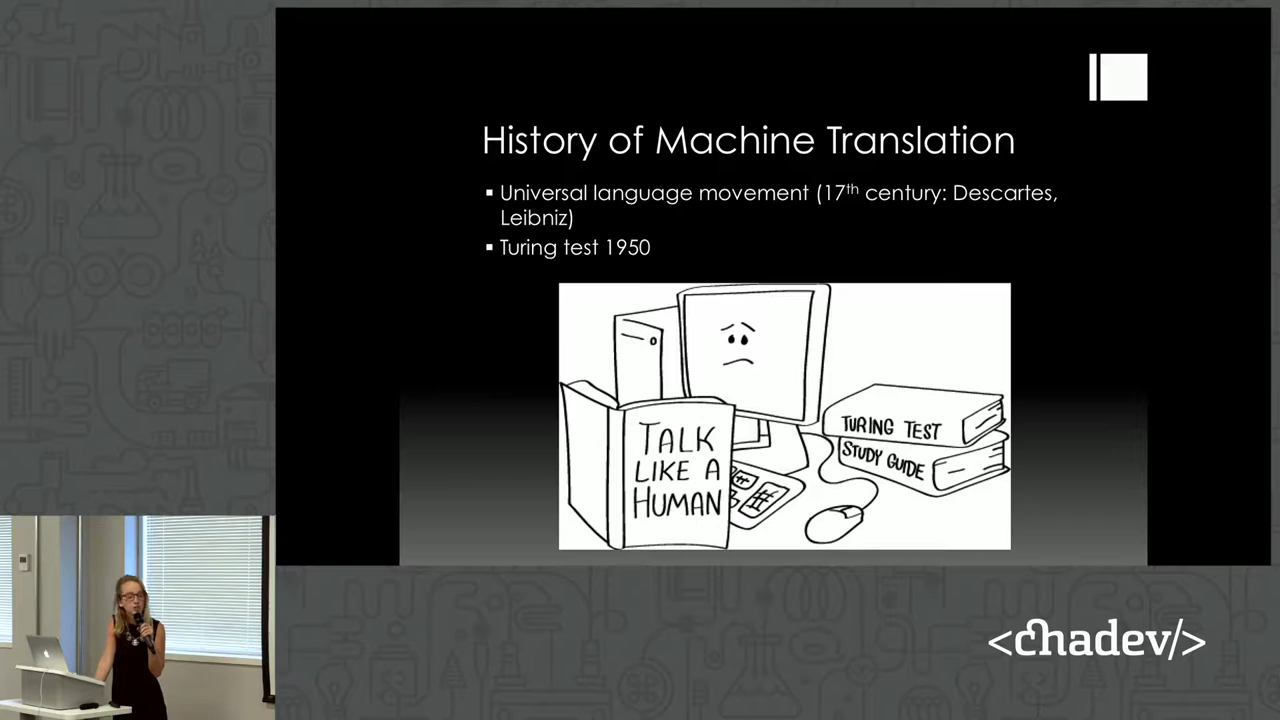 History of Machine Translation
▪ Universal language movement (17th century: Descartes,
Leibniz)
▪ Turing test 1950
TALK
LIKE A
HUMAN
TURING TEST
STUDY GUIDE
<chadev/>